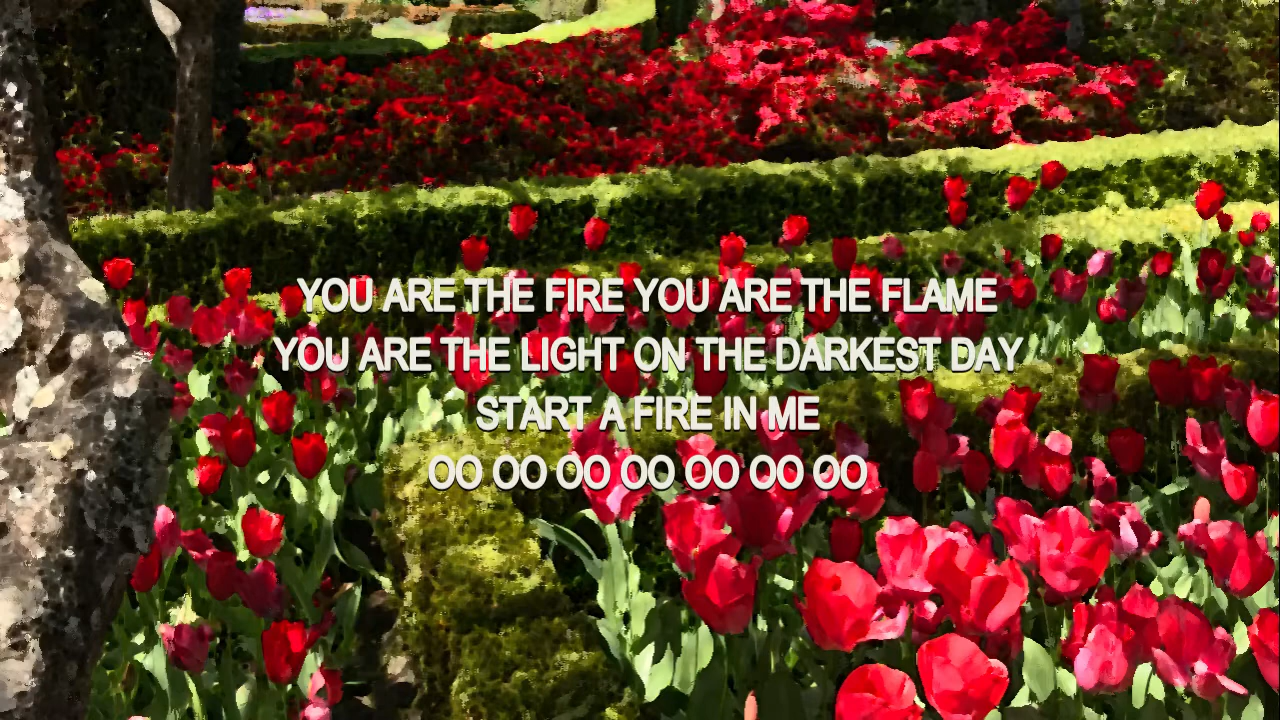 YOU ARE THE FIRE YOU ARE THE FLAME
YOU ARE THE LIGHT ON THE DARKEST DAY
START A FIRE IN ME
OO OO OO OO OO OO OO